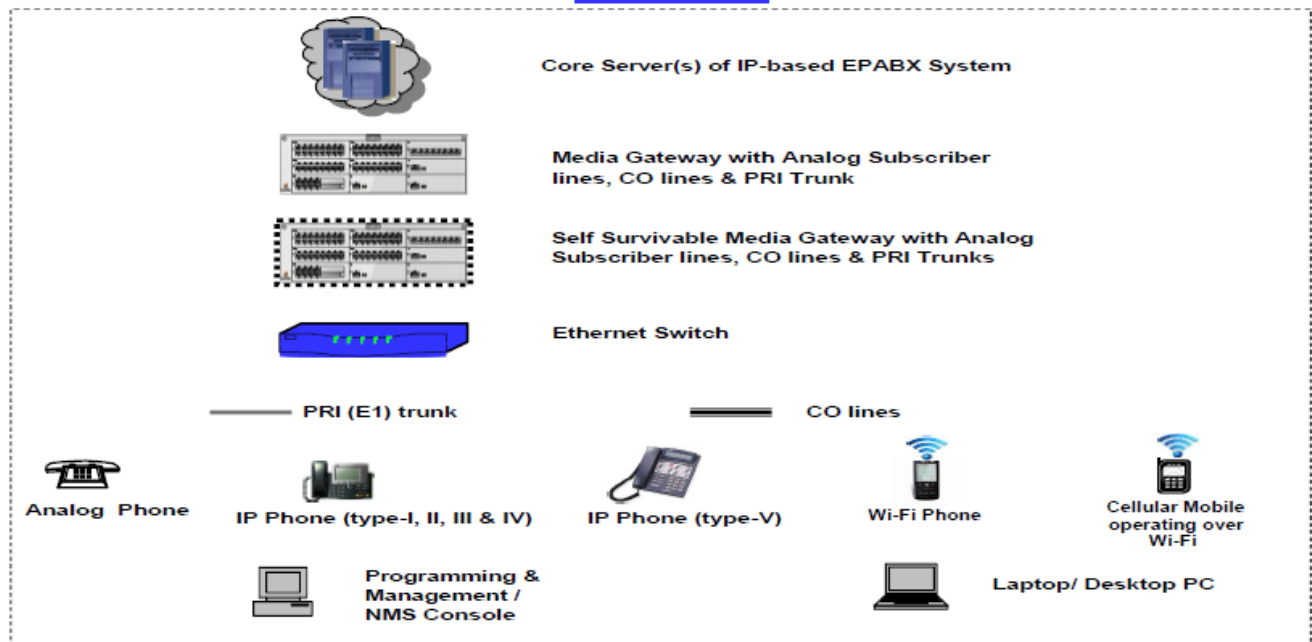 Core Server(s) of IP-based EPABX System
Media Gateway with Analog Subscriber
lines, CO lines & PRI Trunk
Self Survivable Media Gateway with Analog
Subscriber lines, CO lines & PRI Trunks
Ethernet Switch
PRI (E1) trunk
CO lines
Analog Phone
IP Phone (type-I, II, III & IV)
IP Phone (type-V)
Wi-Fi Phone
Cellular Mobile
operating over
Wi-Fi
Programming &
Management /
NMS Console
Laptop/ Desktop PC